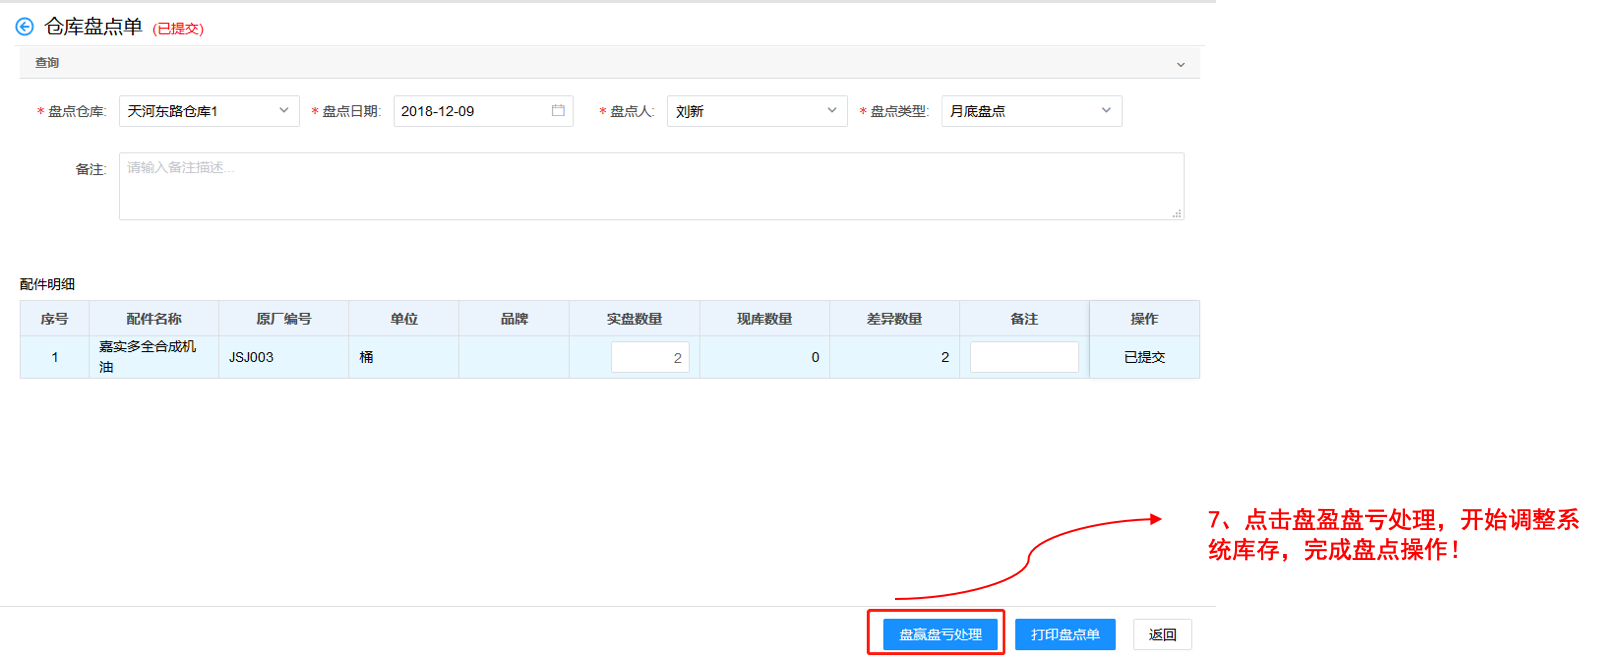 仓库盘点单 (已提交)
查询
* 盘点仓库: 天河东路仓库1 * 盘点日期: 2018-12-09 * 盘点人: 刘新 * 盘点类型: 月底盘点
备注: 请输入备注描述...
配件明细
序号 配件名称 原厂编号 单位 品牌 实盘数量 现库数量 差异数量 备注 操作
1 嘉实多全合成机油 JSJ003 桶 2 0 2 已提交
7、点击盘盈盘亏处理，开始调整系
统库存，完成盘点操作！
盘赢盘亏处理 打印盘点单 返回